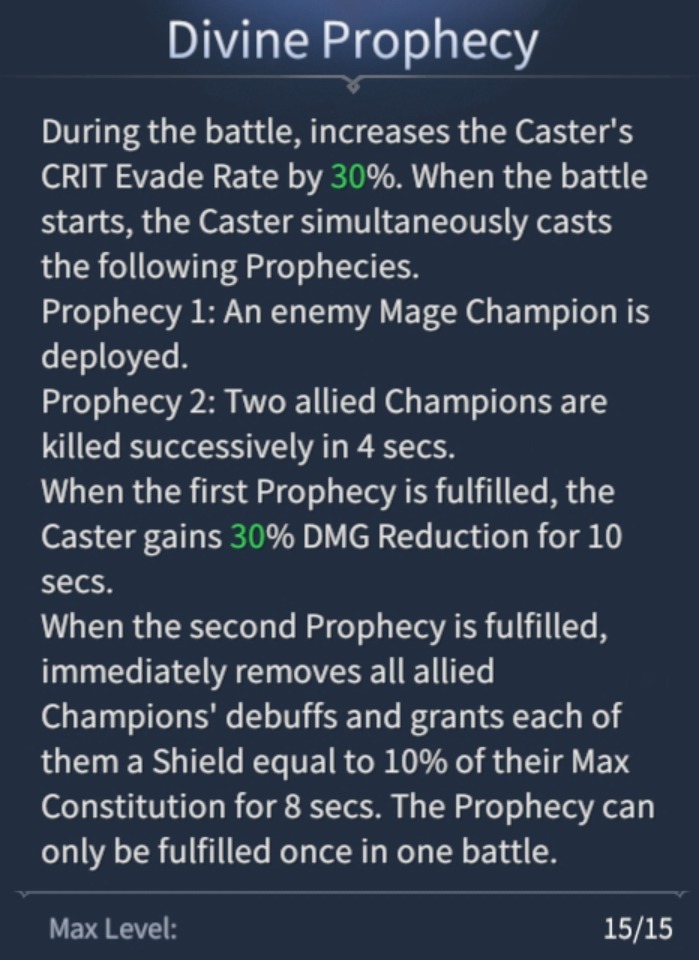 Divine Prophecy
During the battle, increases the Caster's
CRIT Evade Rate by 30%. When the battle
starts, the Caster simultaneously casts
the following Prophecies.
Prophecy 1: An enemy Mage Champion is
deployed.
Prophecy 2: Two allied Champions are
killed successively in 4 secs.
When the first Prophecy is fulfilled, the
Caster gains 30% DMG Reduction for 10
secs.
When the second Prophecy is fulfilled,
immediately removes all allied
Champions' debuffs and grants each of
them a Shield equal to 10% of their Max
Constitution for 8 secs. The Prophecy can
only be fulfilled once in one battle.
Max Level: 15/15